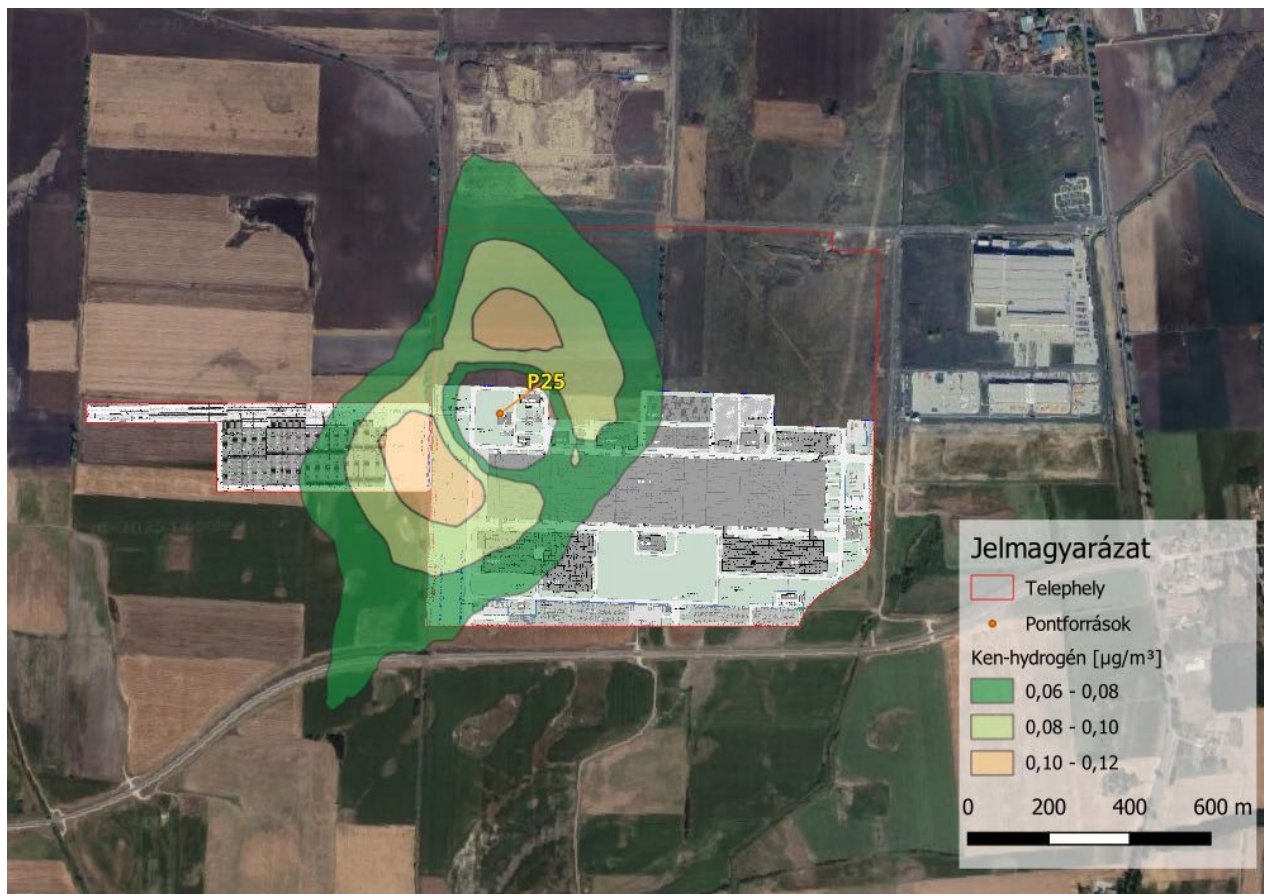 P25
Jelmagyarázat
Telephely
Pontforrások
Ken-hydrogén [µg/m³]
0,06 - 0,08
0,08 - 0,10
0,10 - 0,12
0 200 400 600 m